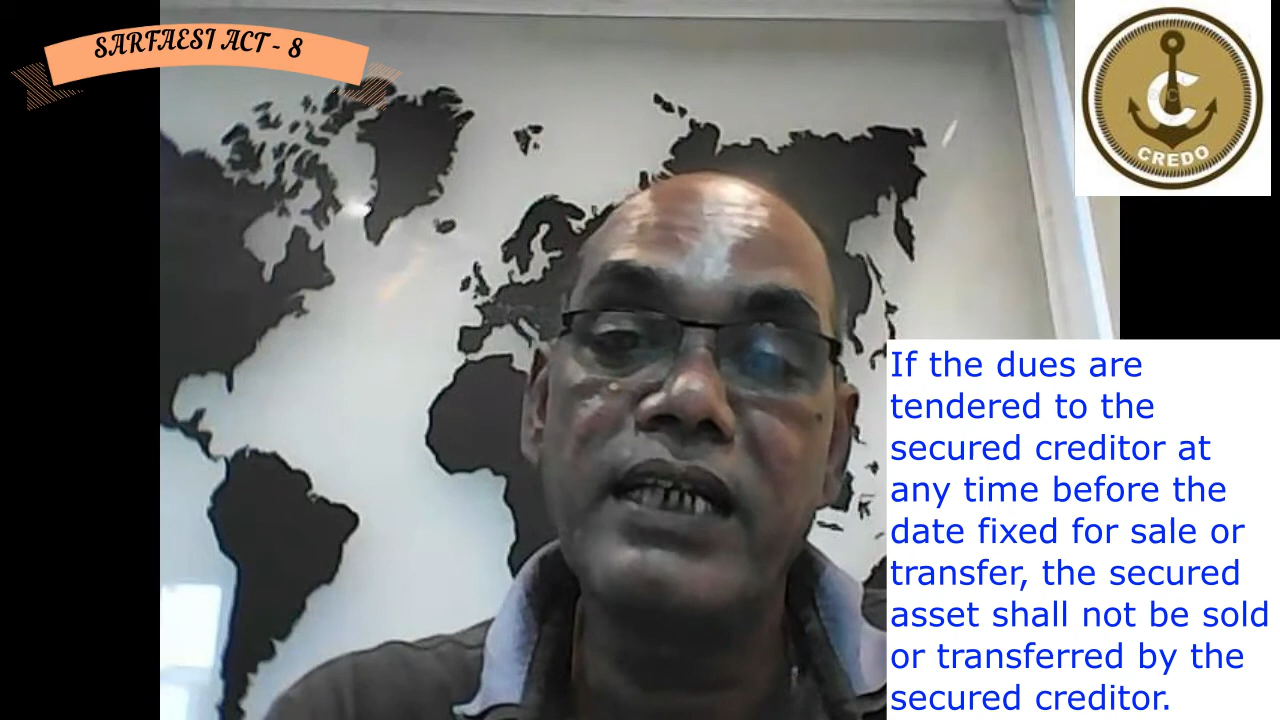 SARFAESI ACT - 8
C
CREDO
If the dues are
tendered to the
secured creditor at
any time before the
date fixed for sale or
transfer, the secured
asset shall not be sold
or transferred by the
secured creditor.